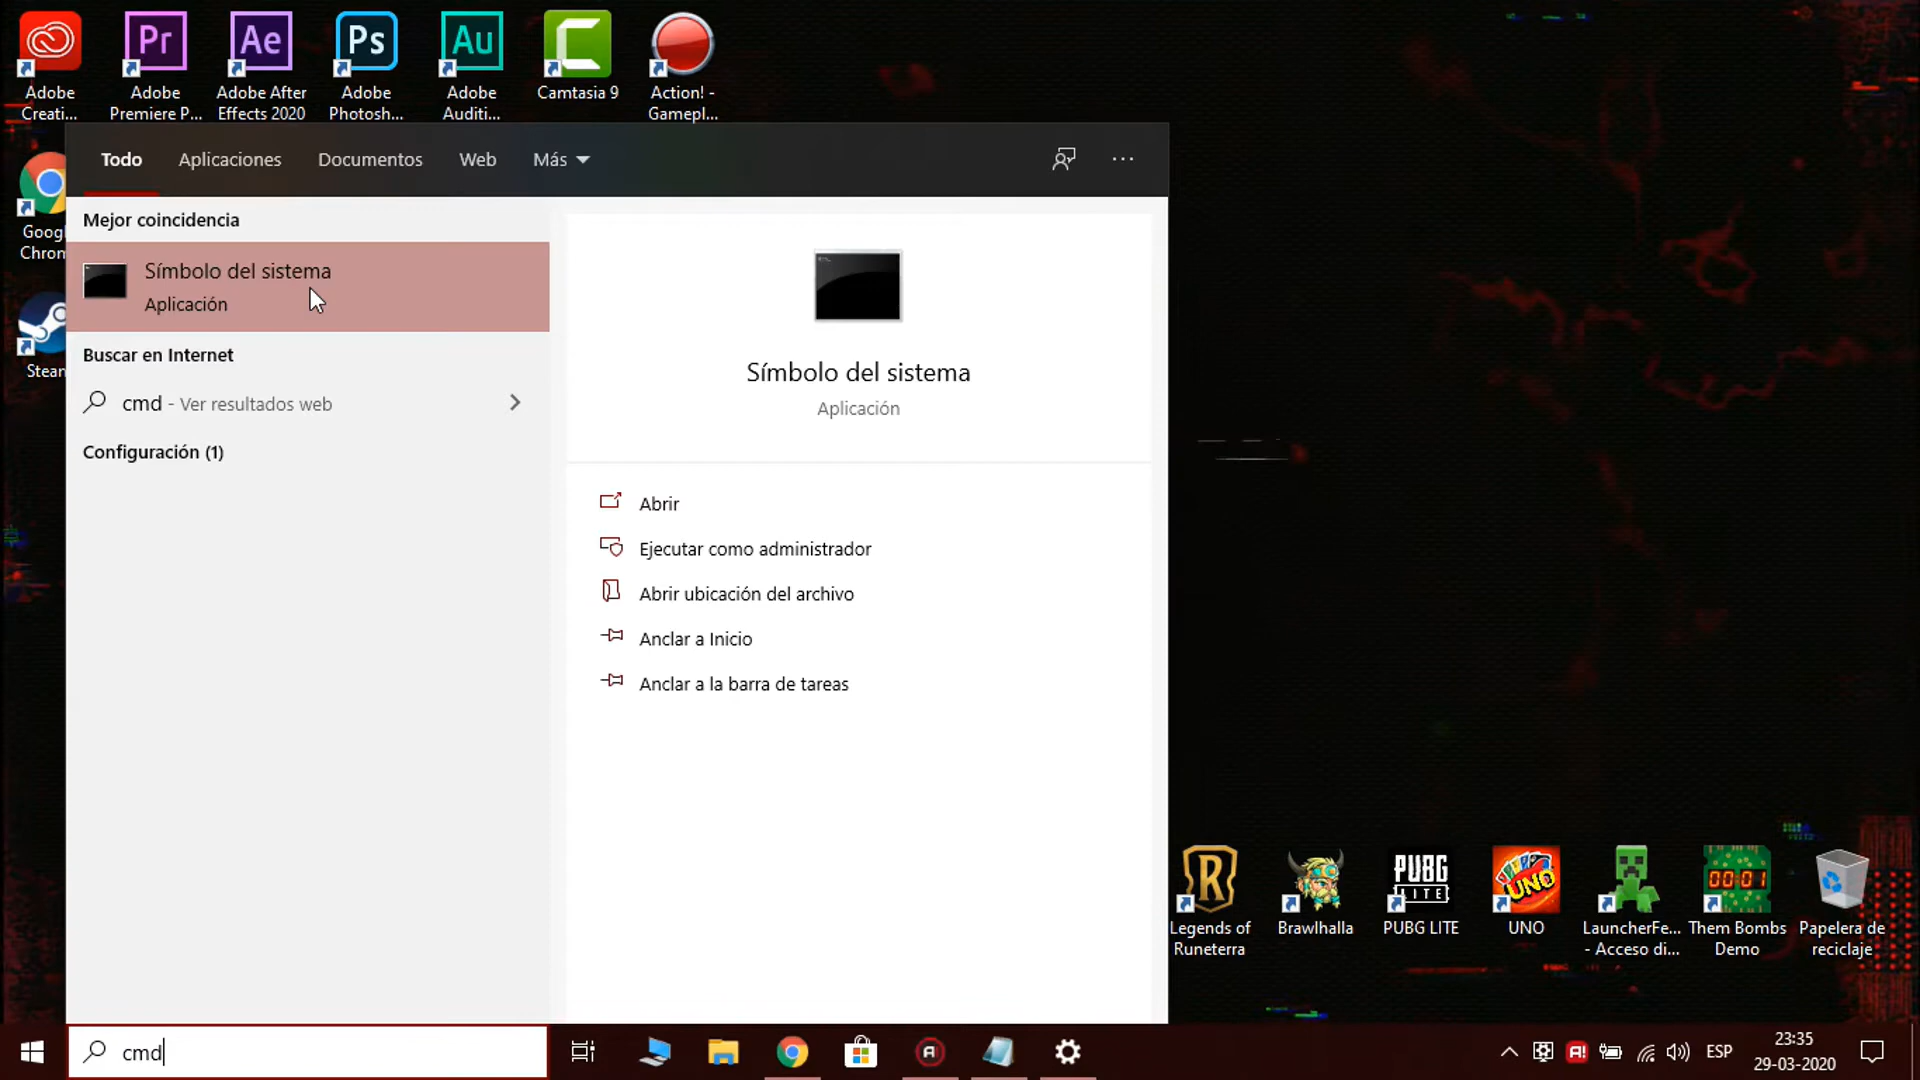 Pr
Ae
Ps
Au
Adobe
Creati...
Adobe
Premiere P...
Adobe After
Effects 2020
Adobe
Photosh...
Adobe
Auditi...
Camtasia 9
Action! -
Gamepl...
Todo
Aplicaciones
Documentos
Web
Más
Goog
Chrom
Stean
Mejor coincidencia
Símbolo del sistema
Aplicación
Buscar en Internet
cmd - Ver resultados web
Configuración (1)
Símbolo del sistema
Aplicación
Abrir
Ejecutar como administrador
Abrir ubicación del archivo
Anclar a Inicio
Anclar a la barra de tareas
R
PUBG
LITE
UNO
00:01
Legends of
Runeterra
Brawlhalla
PUBG LITE
UNO
LauncherFe...
- Acceso di...
Them Bombs
Demo
Papelera de
reciclaje
cmd
A!
ESP
23:35
29-03-2020